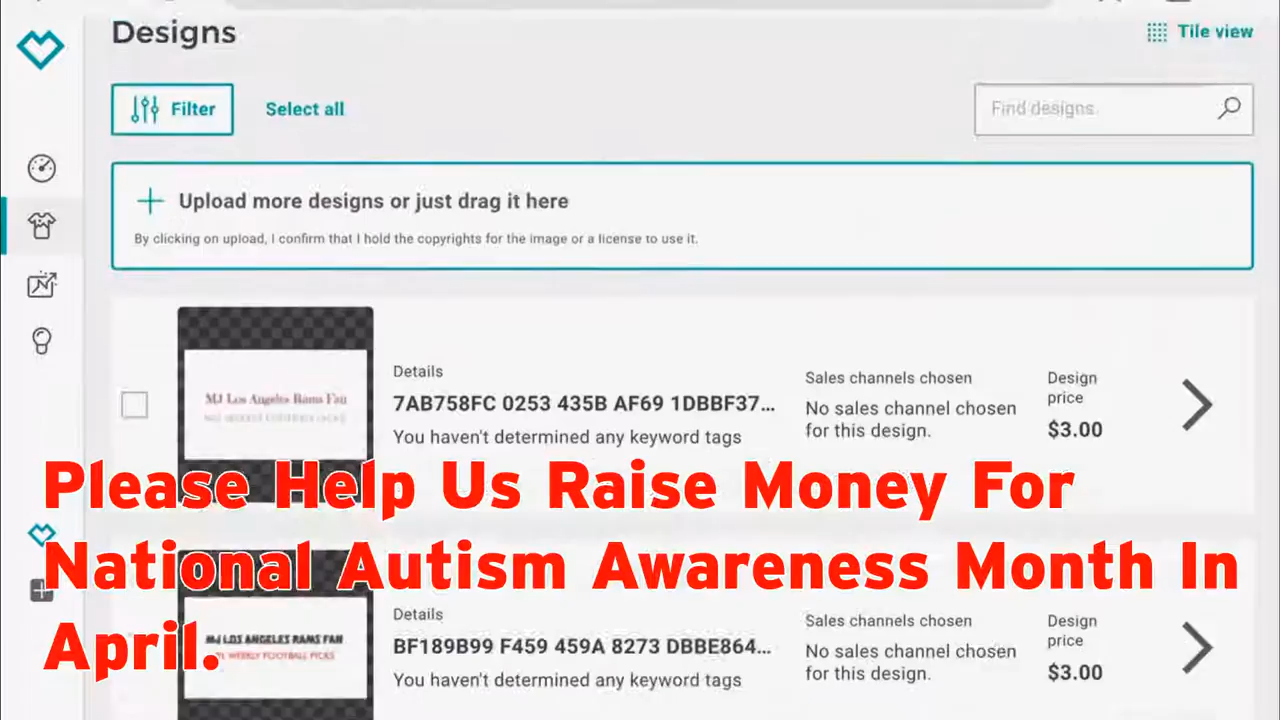 Designs
Tile view
Filter
Select all
Find designs
Upload more designs or just drag it here
By clicking on upload, I confirm that I hold the copyrights for the image or a license to use it.
MJ Los Angeles Rams Fan
Details
7AB758FC 0253 435B AF69 1DBBF37...
You haven't determined any keyword tags
Sales channels chosen
No sales channel chosen
for this design.
Design
price
$3.00
Please Help Us Raise Money For
National Autism Awareness Month In
April.
MJ LOS ANGELES RAMS FAN
WEEKLY FOOTBALL PICKS
Details
BF189B99 F459 459A 8273 DBBE864...
You haven't determined any keyword tags
Sales channels chosen
No sales channel chosen
for this design.
Design
price
$3.00